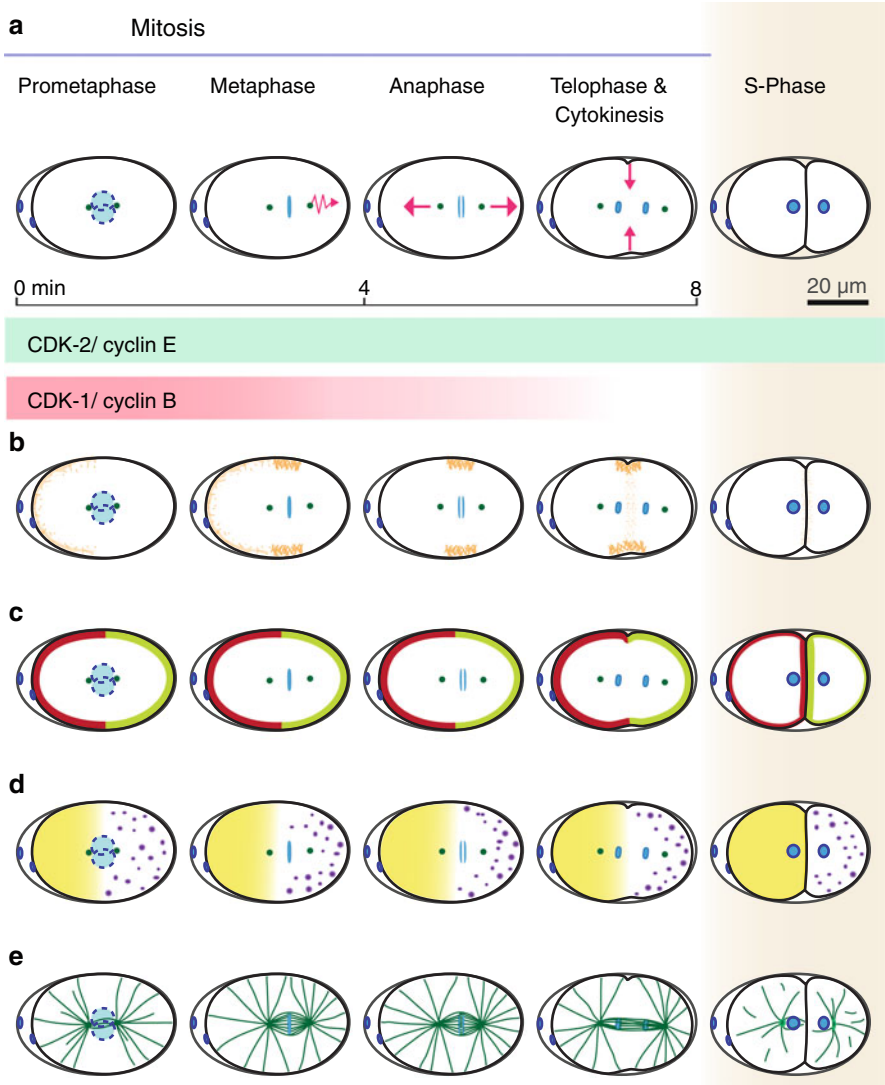 a
Mitosis
Prometaphase
Metaphase
Anaphase
Telophase &
Cytokinesis
S-Phase
0 min
4
8
20 µm
CDK-2/ cyclin E
CDK-1/ cyclin B
b
c
d
e